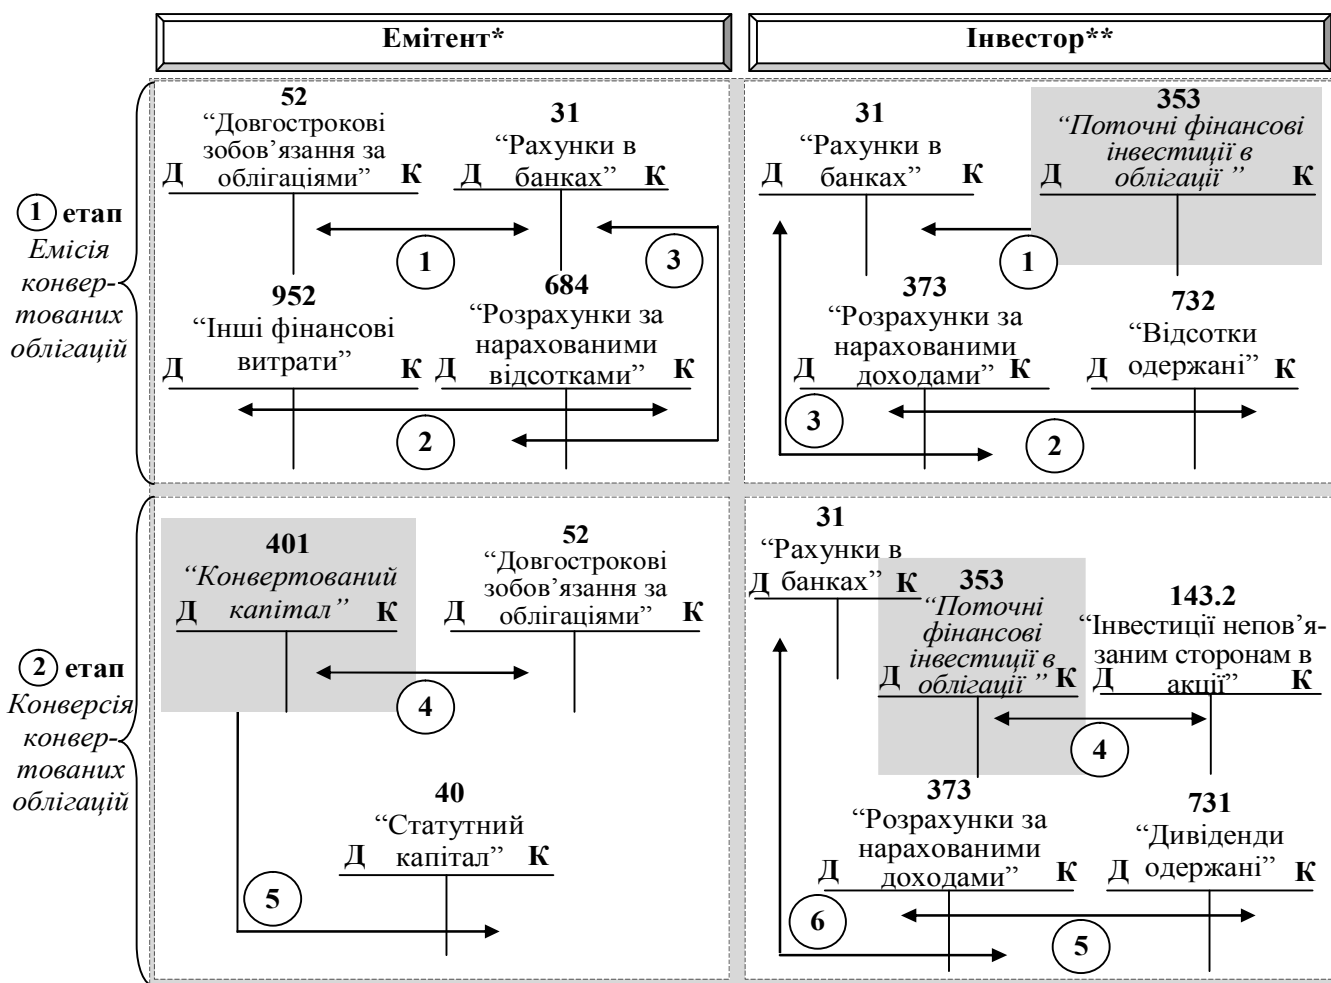 Емітент*
Інвестор**
1 етап
Емісія
конвер-
тованих
облігацій
52
“Довгострокові
зобов’язання за
облігаціями”
Д К
31
“Рахунки в
банках”
Д К
1
3
952
“Інші фінансові
витрати”
Д К
684
“Розрахунки за
нарахованими
відсотками”
Д К
2
31
“Рахунки в
банках”
Д К
353
“Поточні фінансові
інвестиції в
облігації ”
Д К
1
373
“Розрахунки за
нарахованими
доходами”
Д К
732
“Відсотки
одержані”
Д К
3
2
2 етап
Конверсія
конвер-
тованих
облігацій
401
“Конвертований
капітал”
Д К
52
“Довгострокові
зобов’язання за
облігаціями”
Д К
4
40
“Статутний
капітал”
Д К
5
31
“Рахунки в
банках”
Д К
353
“Поточні
фінансові
інвестиції в
облігації ”
Д К
143.2
“Інвестиції непов’я-
заним сторонам в
акції”
Д К
4
373
“Розрахунки за
нарахованими
доходами”
Д К
731
“Дивіденди
одержані”
Д К
6
5